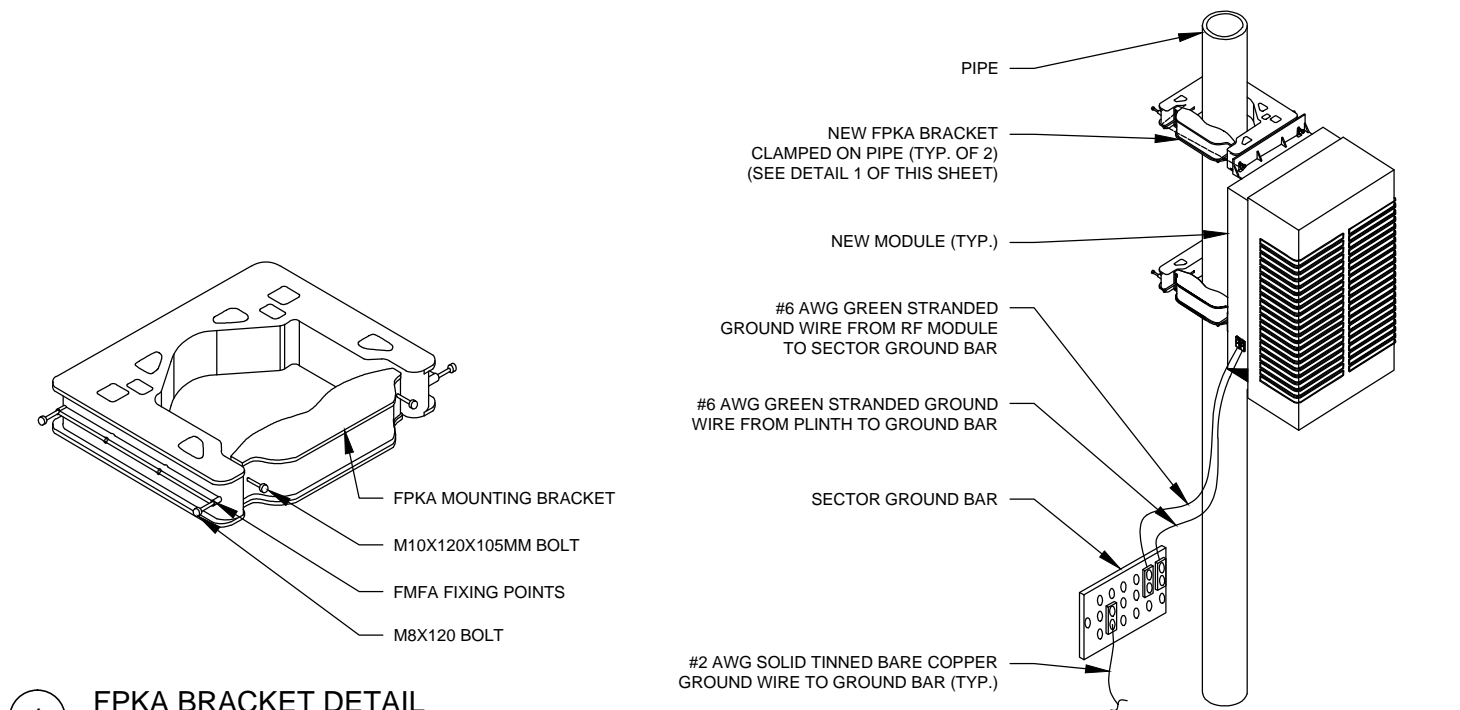 FPKA MOUNTING BRACKET
M10X120X105MM BOLT
FMFA FIXING POINTS
M8X120 BOLT
FPKA BRACKET DETAIL
PIPE
NEW FPKA BRACKET
CLAMPED ON PIPE (TYP. OF 2)
(SEE DETAIL 1 OF THIS SHEET)
NEW MODULE (TYP.)
#6 AWG GREEN STRANDED
GROUND WIRE FROM RF MODULE
TO SECTOR GROUND BAR
#6 AWG GREEN STRANDED GROUND
WIRE FROM PLINTH TO GROUND BAR
SECTOR GROUND BAR
#2 AWG SOLID TINNED BARE COPPER
GROUND WIRE TO GROUND BAR (TYP.)